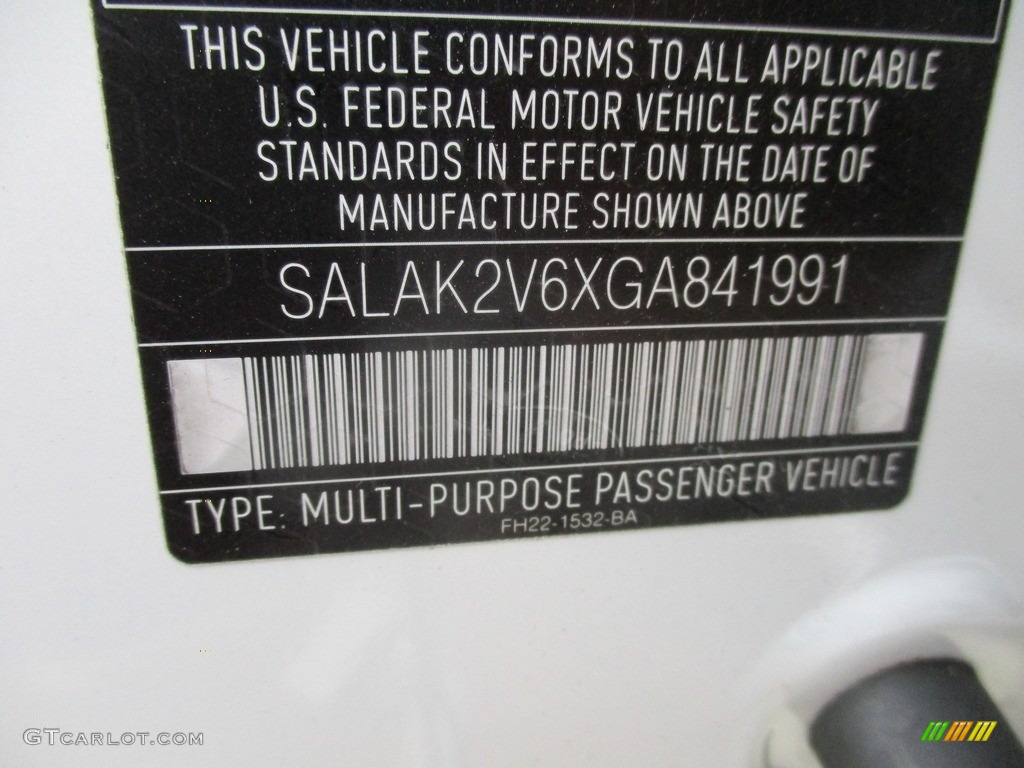 THIS VEHICLE CONFORMS TO ALL APPLICABLE
U.S. FEDERAL MOTOR VEHICLE SAFETY
STANDARDS IN EFFECT ON THE DATE OF
MANUFACTURE SHOWN ABOVE
SALAK2V6XGA841991
TYPE: MULTI-PURPOSE PASSENGER VEHICLE
FH22-1532-BA
GTCARLOT.COM